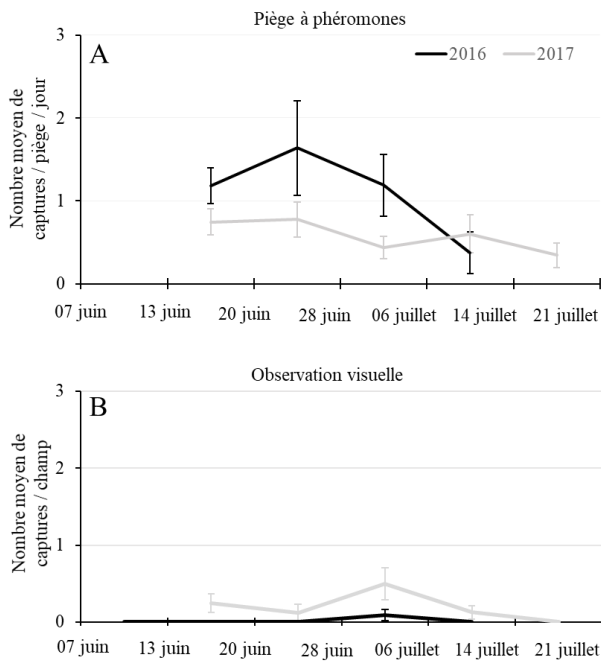 Piège à phéromones
A
2016
2017
Nombre moyen de
captures / piège / jour
3
2
1
0
07 juin 13 juin 20 juin 28 juin 06 juillet 14 juillet 21 juillet
Observation visuelle
B
Nombre moyen de
captures / champ
3
2
1
0
07 juin 13 juin 20 juin 28 juin 06 juillet 14 juillet 21 juillet